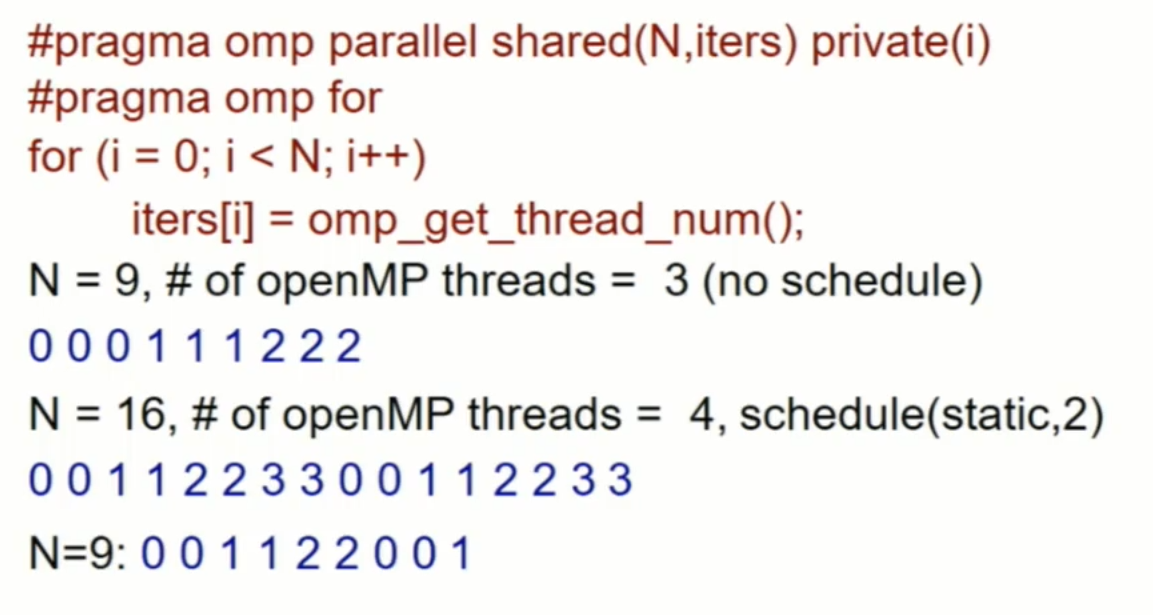 #pragma omp parallel shared(N,iters) private(i)
#pragma omp for
for (i = 0; i < N; i++)
iters[i] = omp_get_thread_num();
N = 9, # of openMP threads = 3 (no schedule)
0 0 0 1 1 1 2 2 2
N = 16, # of openMP threads = 4, schedule(static,2)
0 0 1 1 2 2 3 3 0 0 1 1 2 2 3 3
N=9: 0 0 1 1 2 2 0 0 1